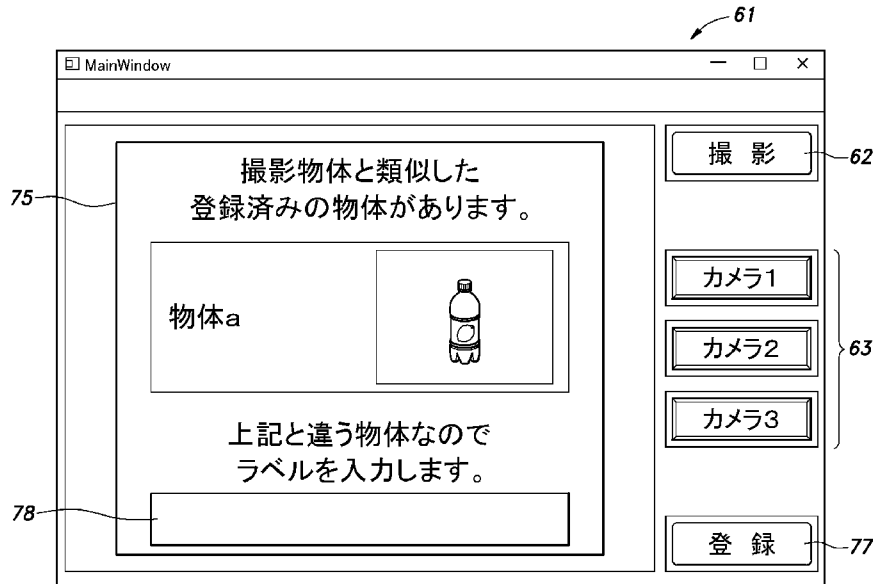 61
MainWindow
撮影物体と類似した
登録済みの物体があります。
75
物体a
上記と違う物体なので
ラベルを入力します。
78
撮 影
62
カメラ1
カメラ2
カメラ3
63
登 録
77